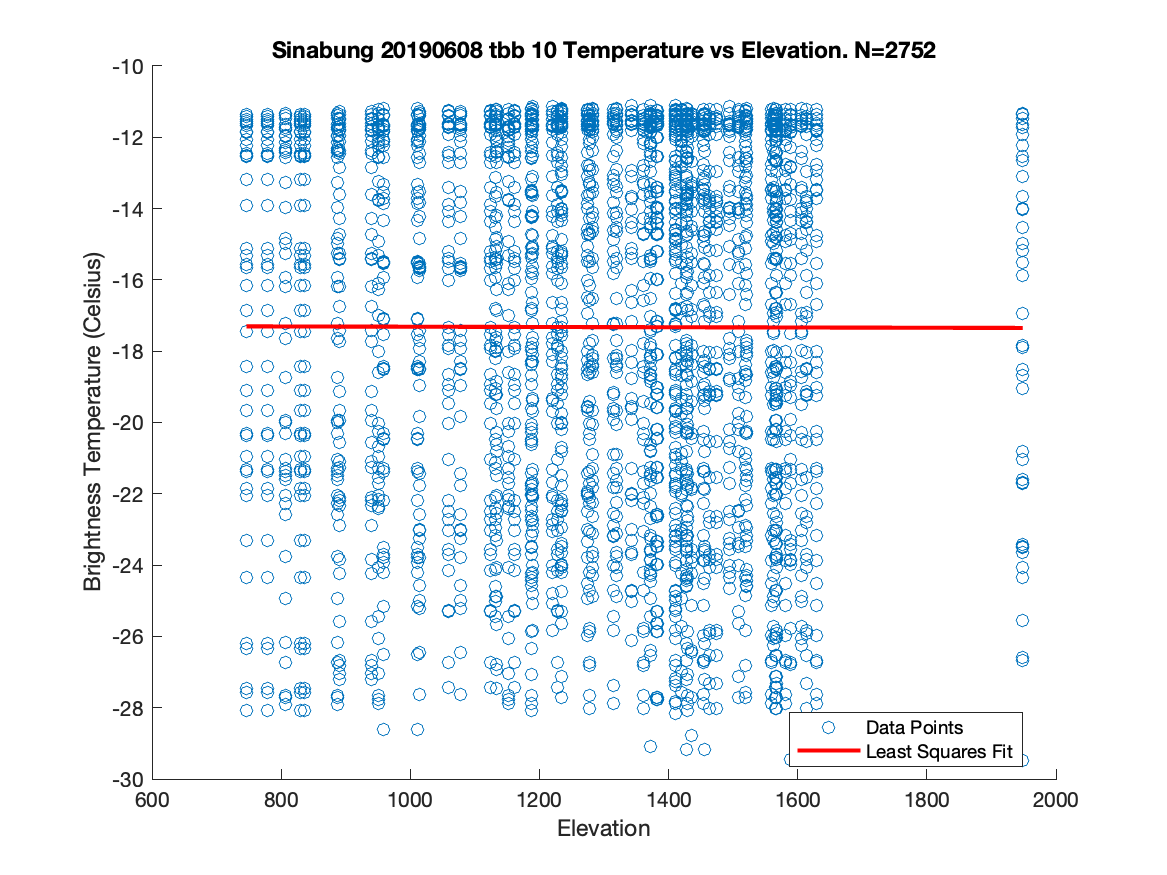 Sinabung 20190608 tbb 10 Temperature vs Elevation. N=2752
-10
-12
-14
-16
-18
-20
-22
-24
-26
-28
-30
Brightness Temperature (Celsius)
Data Points
Least Squares Fit
600 800 1000 1200 1400 1600 1800 2000
Elevation